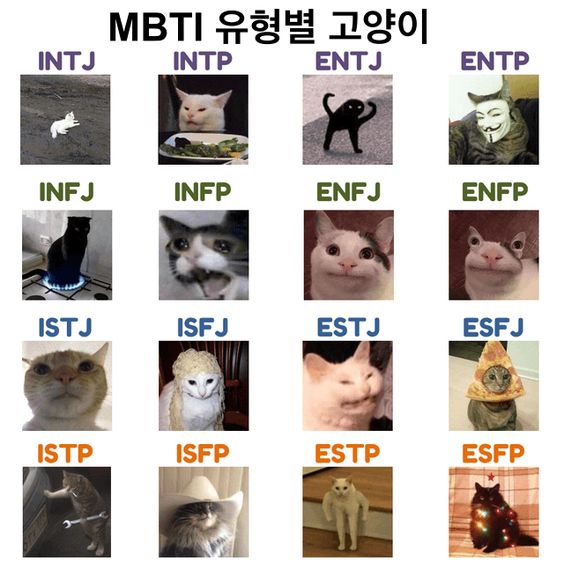 MBTI 유형별 고양이
INTJ INTP ENTJ ENTP
INFJ INFP ENFJ ENFP
ISTJ ISFJ ESTJ ESFJ
ISTP ISFP ESTP ESFP